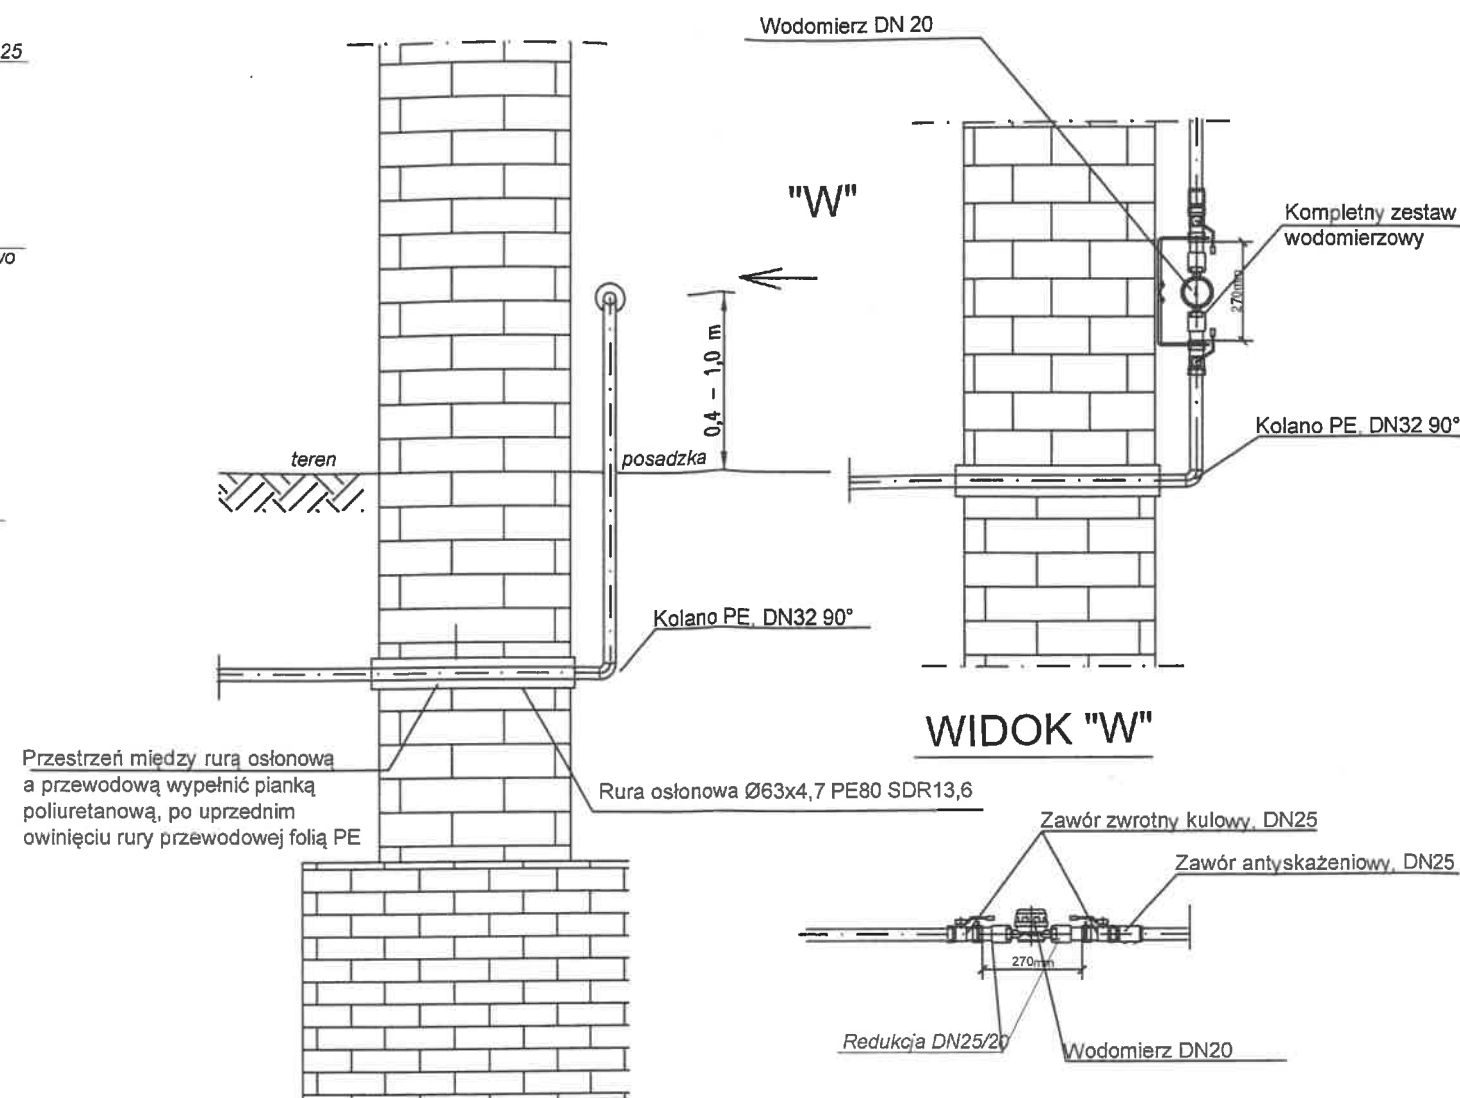 25
Wodomierz DN 20
"W"
Kompletny zestaw
wodomierzowy
270mm
0,4 - 1,0 m
teren
posadzka
Kolano PE, DN32 90°
Kolano PE, DN32 90°
WIDOK "W"
Przestrzeń między rurą osłonową
a przewodową wypełnić pianką
poliuretanową, po uprzednim
owinięciu rury przewodowej folią PE
Rura osłonowa Ø63x4,7 PE80 SDR13,6
Zawór zwrotny kulowy, DN25
Zawór antyskażeniowy, DN25
270mm
Redukcja DN25/20
Wodomierz DN20